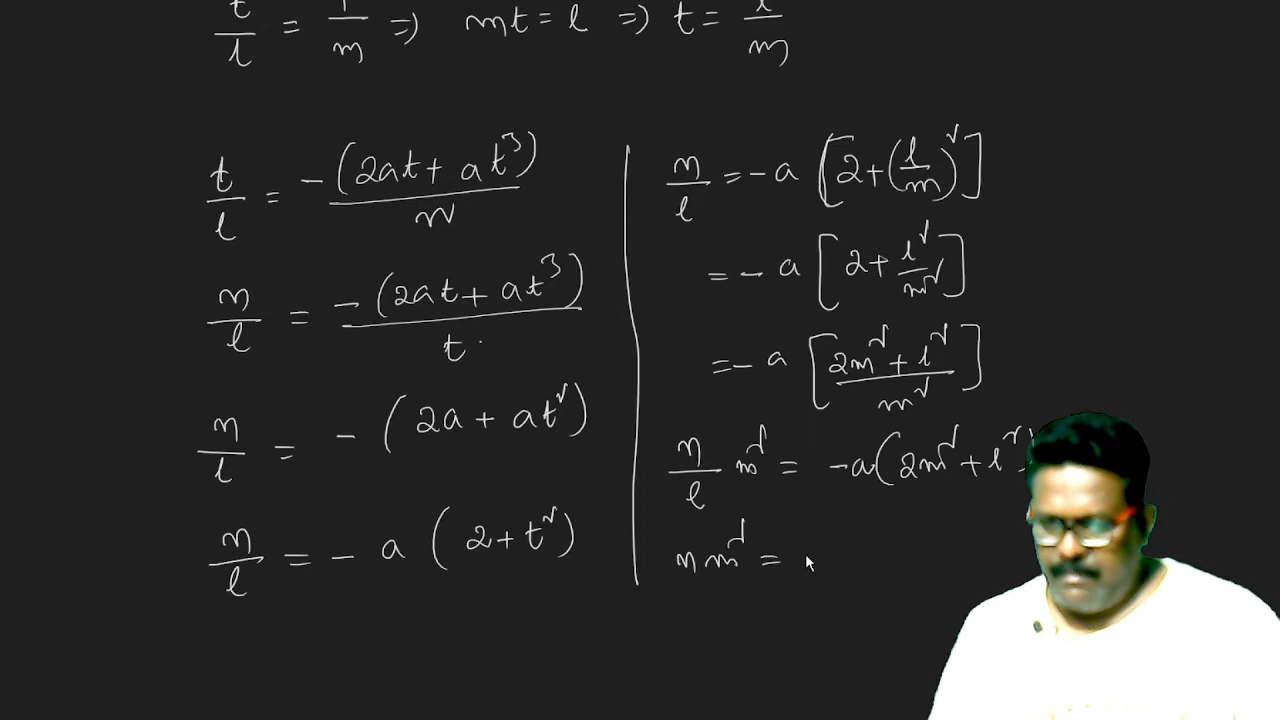 t/l = 1/m ⇒ mt = l ⇒ t = l/m
t/l = -(2at + at³)/n
n/l = -(2at + at³)/t
n/l = -(2a + at²)
n/l = -a(2 + t²)
n/l = -a[2 + (l/m)²]
= -a[2 + l²/m²]
= -a[(2m² + l²)/m²]
n/l m² = -a(2m² + l²)
nm² =